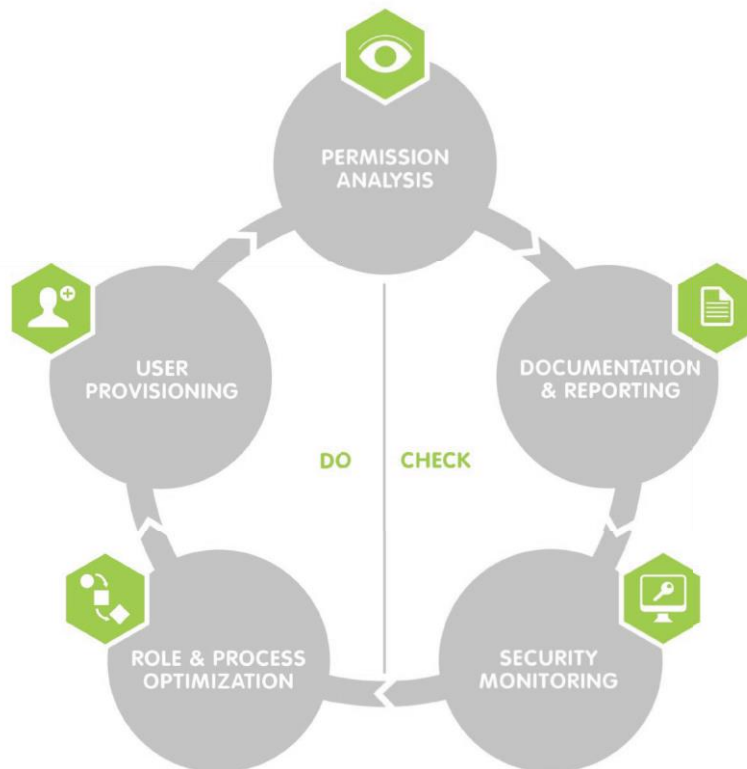 PERMISSION
ANALYSIS
USER
PROVISIONING
DOCUMENTATION
& REPORTING
DO
CHECK
ROLE & PROCESS
OPTIMIZATION
SECURITY
MONITORING